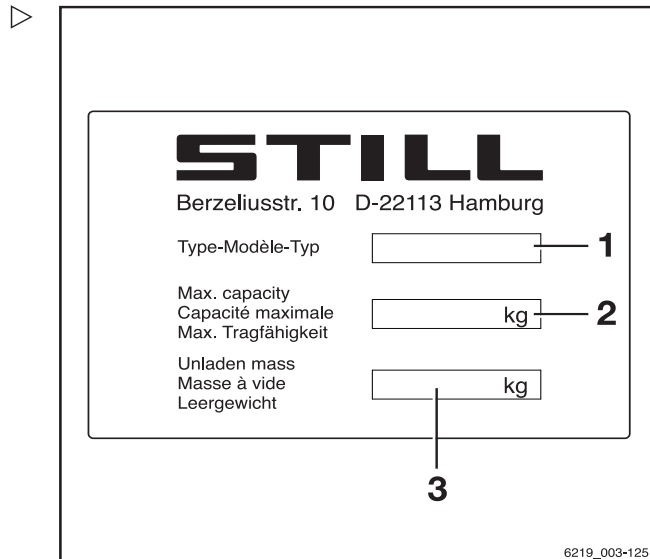 STILL
Berzeliusstr. 10 D-22113 Hamburg
Type-Modèle-Typ
1
Max. capacity
Capacité maximale
Max. Tragfähigkeit
kg
2
Unladen mass
Masse à vide
Leergewicht
kg
3
6219_003-125